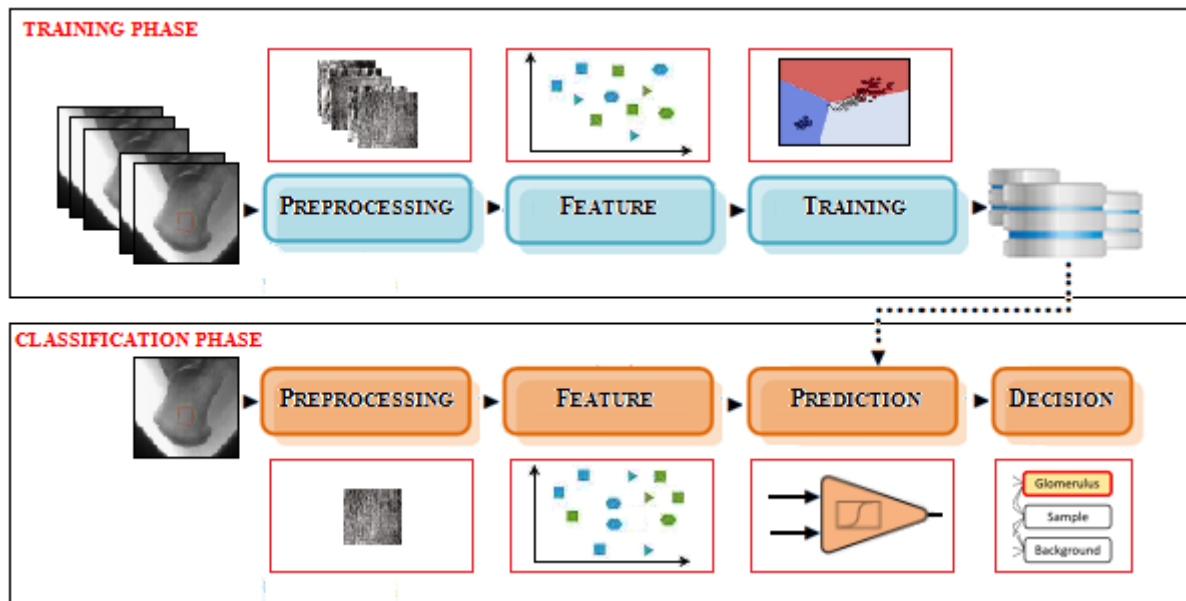 TRAINING PHASE
PREPROCESSING
FEATURE
TRAINING
CLASSIFICATION PHASE
PREPROCESSING
FEATURE
PREDICTION
DECISION
Glomerulus
Sample
Background